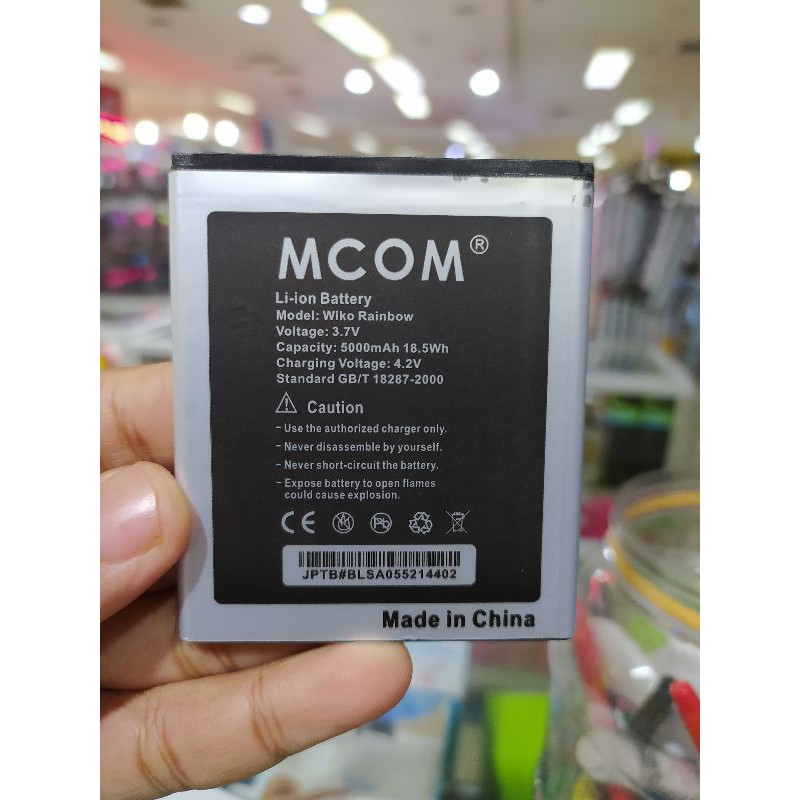 MCOM®
Li-ion Battery
Model: Wiko Rainbow
Voltage: 3.7V
Capacity: 5000mAh 18.5Wh
Charging Voltage: 4.2V
Standard GB/T 18287-2000
Caution
- Use the authorized charger only.
- Never disassemble by yourself.
- Never short-circuit the battery.
- Expose battery to open flames
could cause explosion.
CE Pb
JPTB#BLSA055214402
Made in China